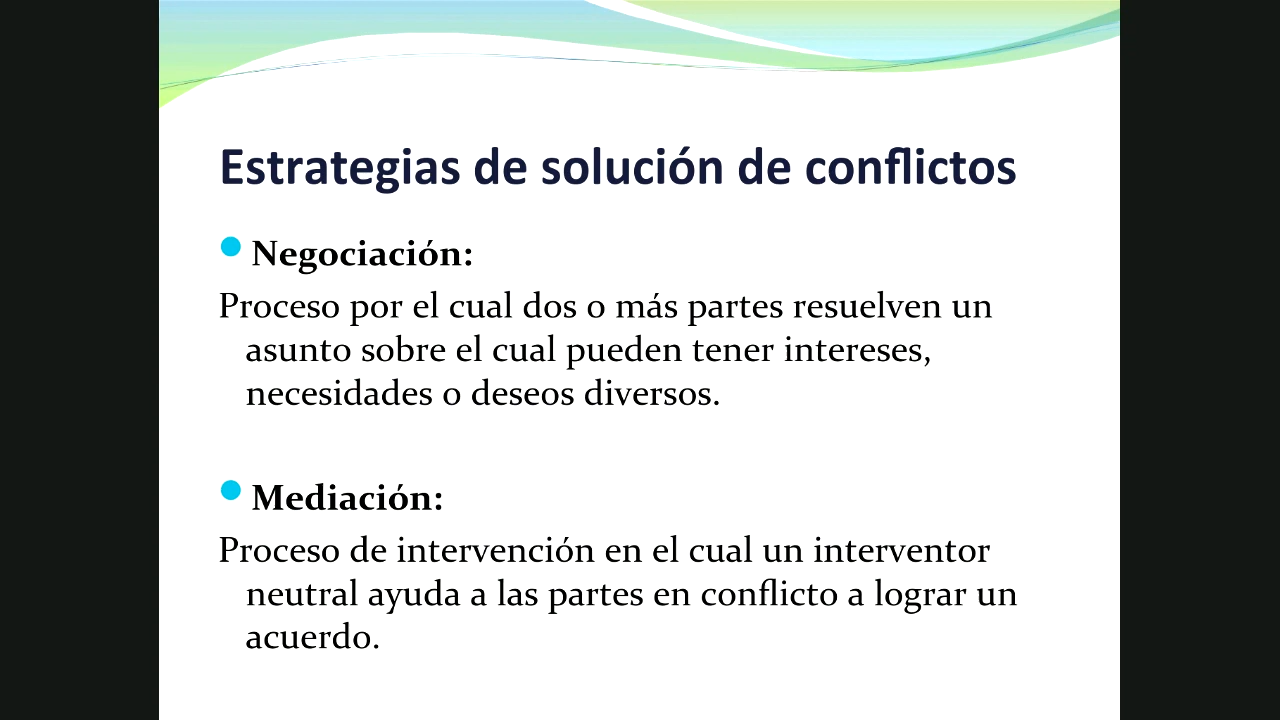 Estrategias de solución de conflictos
Negociación:
Proceso por el cual dos o más partes resuelven un
asunto sobre el cual pueden tener intereses,
necesidades o deseos diversos.
Mediación:
Proceso de intervención en el cual un interventor
neutral ayuda a las partes en conflicto a lograr un
acuerdo.